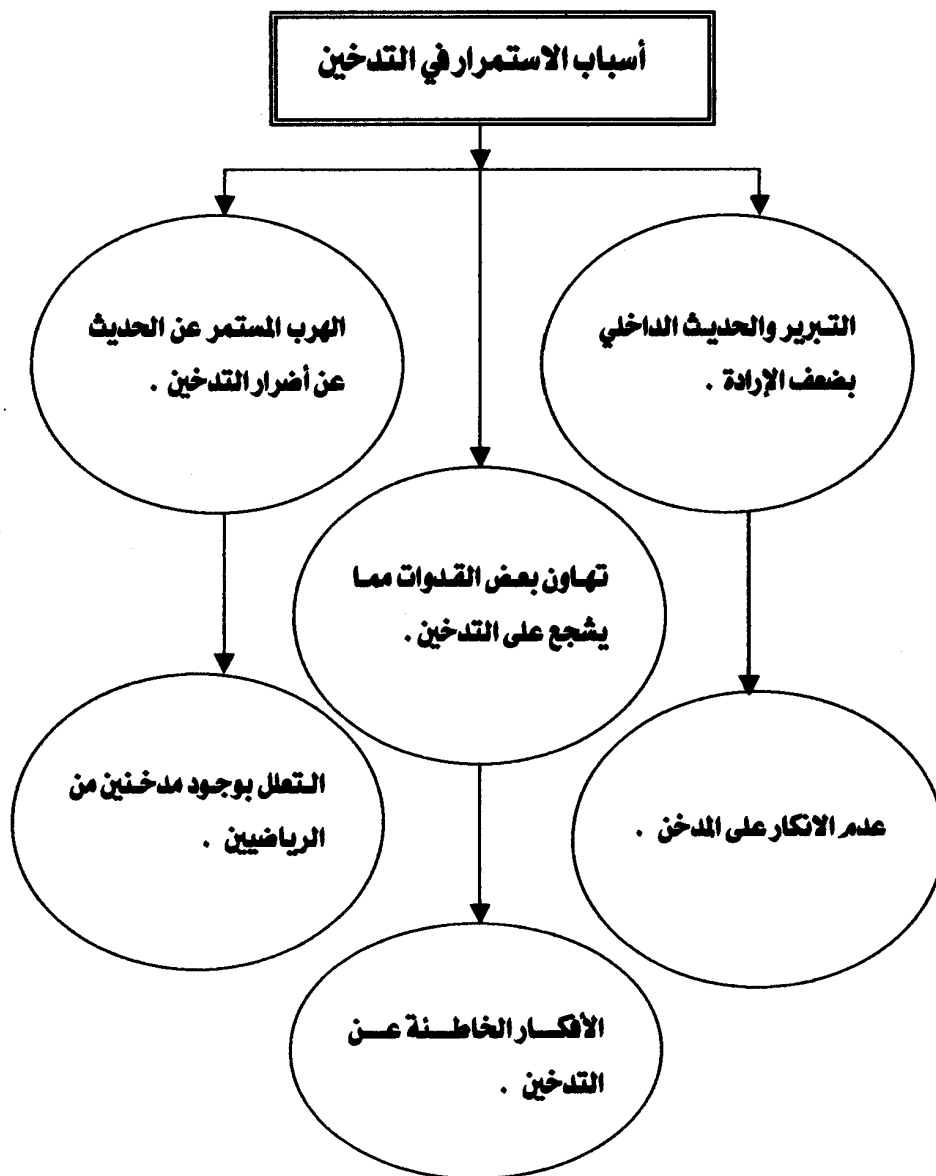 أسباب الاستمرار في التدخين
التبرير والحديث الداخلي
بضعف الإرادة .
الهرب المستمر عن الحديث
عن أضرار التدخين .
تهاون بعض القدوات مما
يشجع على التدخين .
عدم الانكار على المدخن .
التعلل بوجود مدخنين من
الرياضيين .
الأفكار الخاطئة عن
التدخين .